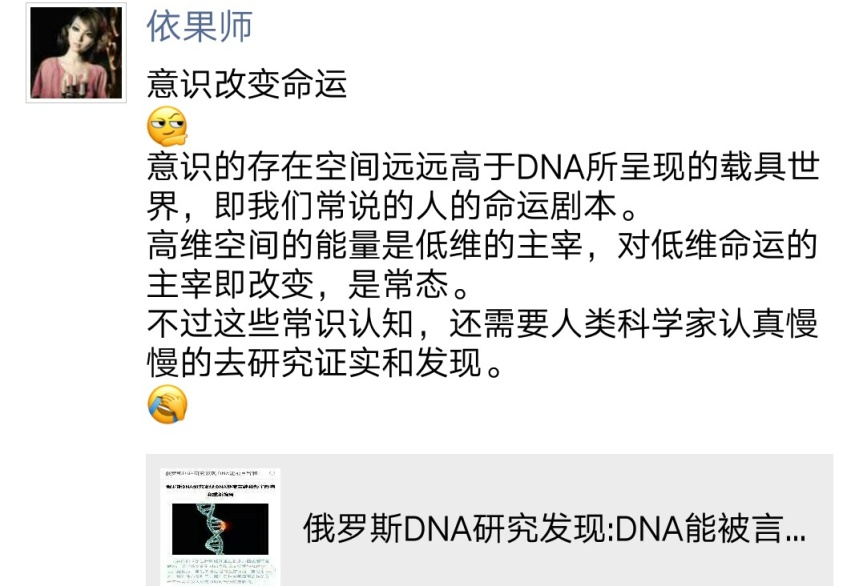 依果师
意识改变命运
意识的存在空间远远高于DNA所呈现的载具世
界，即我们常说的人的命运剧本。
高维空间的能量是低维的主宰，对低维命运的
主宰即改变，是常态。
不过这些常识认知，还需要人类科学家认真慢
慢的去研究证实和发现。
俄罗斯DNA研究发现:DNA能被言...